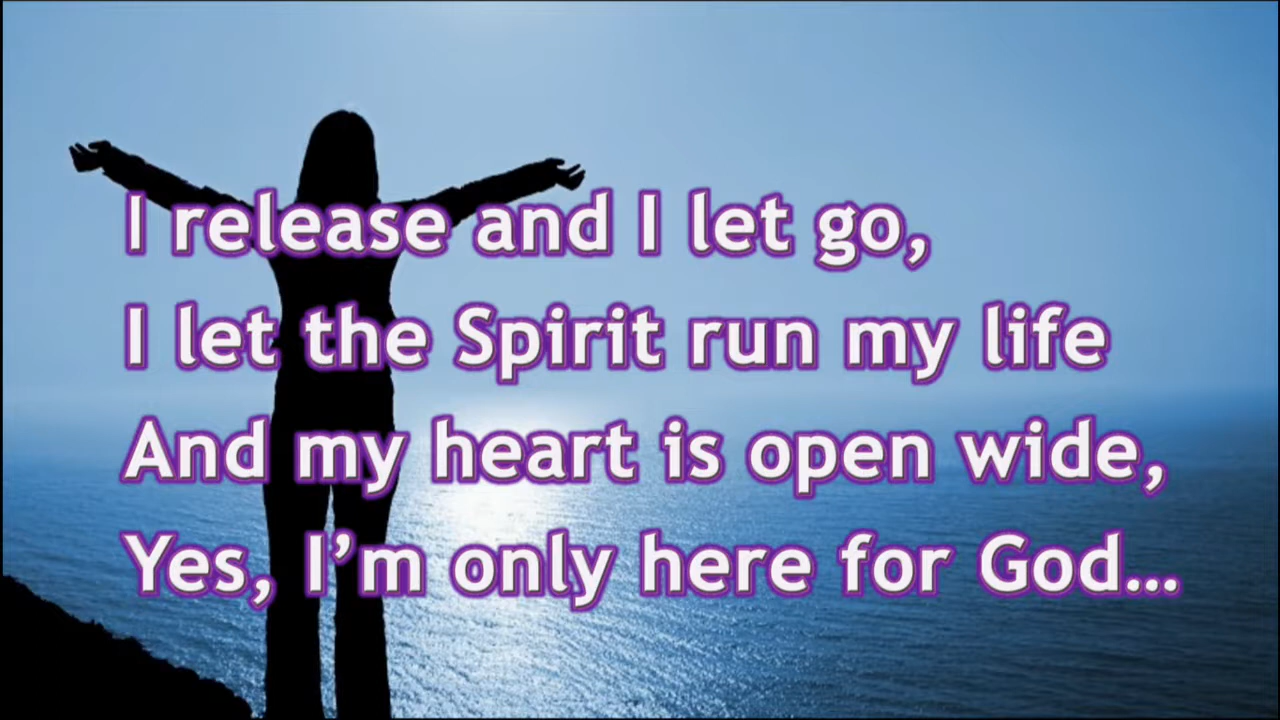 I release and I let go,
I let the Spirit run my life
And my heart is open wide,
Yes, I’m only here for God...